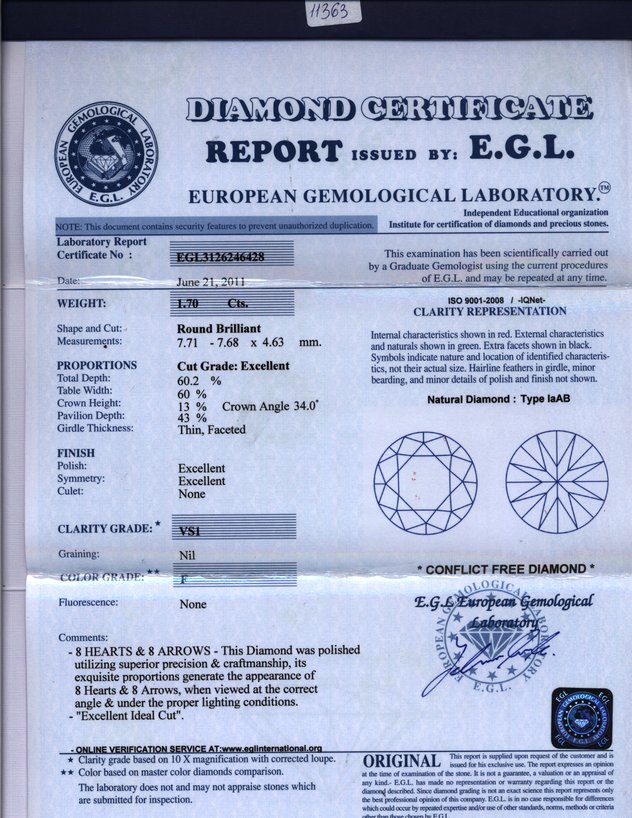 11363
DIAMOND CERTIFICATE
REPORT ISSUED BY: E.G.L.
EUROPEAN GEMOLOGICAL LABORATORY.™
EUROPEAN GEMOLOGICAL LABORATORY
E.G.L.
Independent Educational organization
Institute for certification of diamonds and precious stones.
NOTE: This document contains security features to prevent unauthorized duplication.
Laboratory Report
Certificate No : EGL3126246428
Date: June 21, 2011
WEIGHT: 1.70 Cts.
Shape and Cut: Round Brilliant
Measurements: 7.71 - 7.68 x 4.63 mm.
PROPORTIONS Cut Grade: Excellent
Total Depth: 60.2 %
Table Width: 60 %
Crown Height: 13 % Crown Angle 34.0°
Pavilion Depth: 43 %
Girdle Thickness: Thin, Faceted
FINISH
Polish: Excellent
Symmetry: Excellent
Culet: None
CLARITY GRADE: * VS1
Graining: Nil
COLOR GRADE: ** F
Fluorescence: None
Comments:
- 8 HEARTS & 8 ARROWS - This Diamond was polished
utilizing superior precision & craftmanship, its
exquisite proportions generate the appearance of
8 Hearts & 8 Arrows, when viewed at the correct
angle & under the proper lighting conditions.
- "Excellent Ideal Cut".
- ONLINE VERIFICATION SERVICE AT:www.eglinternational.org
★ Clarity grade based on 10 X magnification with corrected loupe.
★★ Color based on master color diamonds comparison.
The laboratory does not and may not appraise stones which
are submitted for inspection.
This examination has been scientifically carried out
by a Graduate Gemologist using the current procedures
of E.G.L. and may be repeated at any time.
ISO 9001-2008 / -IQNet-
CLARITY REPRESENTATION
Internal characteristics shown in red. External characteristics
and naturals shown in green. Extra facets shown in black.
Symbols indicate nature and location of identified characteris-
tics, not their actual size. Hairline feathers in girdle, minor
bearding, and minor details of polish and finish not shown.
Natural Diamond : Type IaAB
* CONFLICT FREE DIAMOND *
E.G.L European Gemological
Laboratory
EUROPEAN GEMOLOGICAL LABORATORY
E.G.L.
EGL EGL
ORIGINAL This report is supplied upon request of the customer and is
issued for his exclusive use. The report expresses an opinion
at the time of examination of the stone. It is not a guarantee, a valuation or an appraisal of
any kind.- E.G.L. has made no representation or warranty regarding this report or the
diamond described. Since diamond grading is not an exact science this report represents only
the best professional opinion of this company. E.G.L. is in no case responsible for differences
which could occur by repeated expertise and/or use of other standards, norms, methods or criteria
other than those chosen by E.G.L.